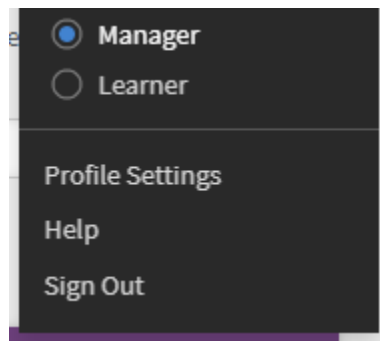 Manager
Learner
Profile Settings
Help
Sign Out